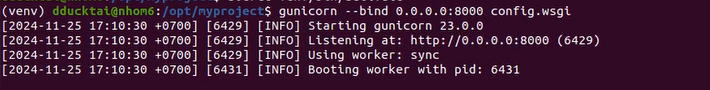 (venv) dducktai@nhom6:/opt/myproject$ gunicorn --bind 0.0.0.0:8000 config.wsgi
[2024-11-25 17:10:30 +0700] [6429] [INFO] Starting gunicorn 23.0.0
[2024-11-25 17:10:30 +0700] [6429] [INFO] Listening at: http://0.0.0.0:8000 (6429)
[2024-11-25 17:10:30 +0700] [6429] [INFO] Using worker: sync
[2024-11-25 17:10:30 +0700] [6431] [INFO] Booting worker with pid: 6431